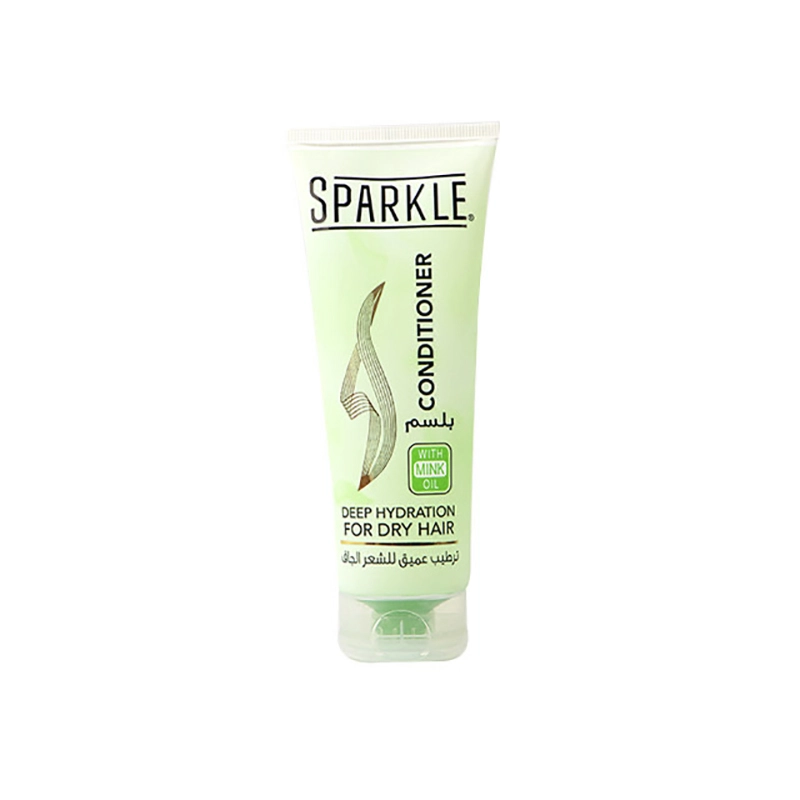 SPARKLE®
CONDITIONER
بلسم
WITH
MINK
OIL
DEEP HYDRATION
FOR DRY HAIR
ترطيب عميق للشعر الجاف